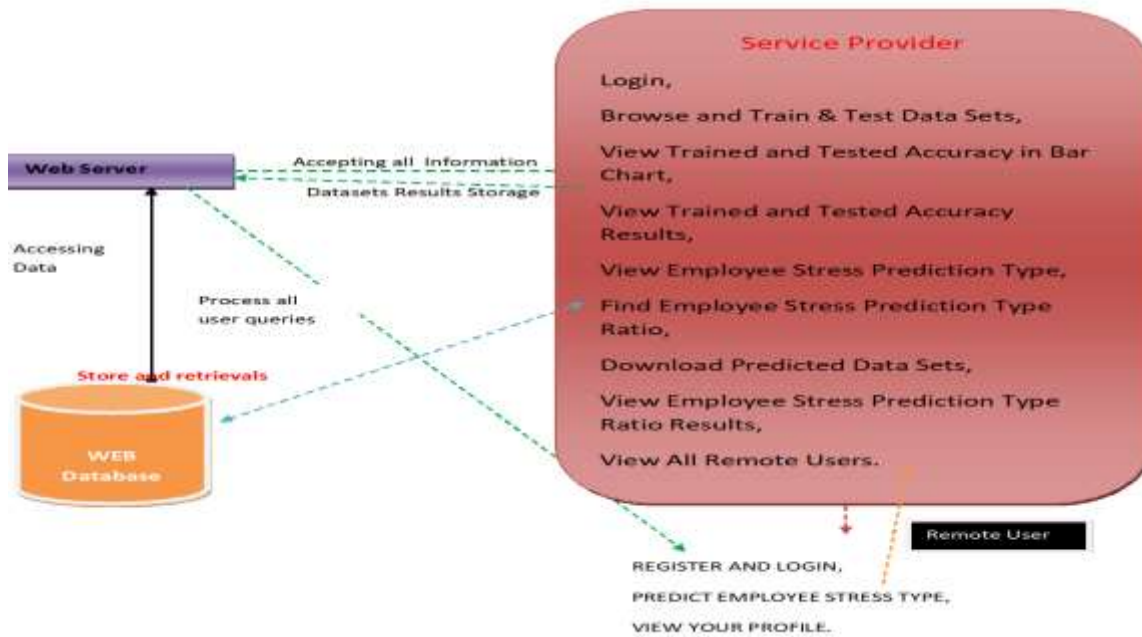 Service Provider
Login,
Browse and Train & Test Data Sets,
View Trained and Tested Accuracy in Bar
Chart,
View Trained and Tested Accuracy
Results,
View Employee Stress Prediction Type,
Find Employee Stress Prediction Type
Ratio,
Download Predicted Data Sets,
View Employee Stress Prediction Type
Ratio Results,
View All Remote Users.
Web Server
Accepting all Information
Datasets Results Storage
Accessing
Data
Process all
user queries
Store and retrievals
WEB
Database
Remote User
REGISTER AND LOGIN,
PREDICT EMPLOYEE STRESS TYPE,
VIEW YOUR PROFILE.